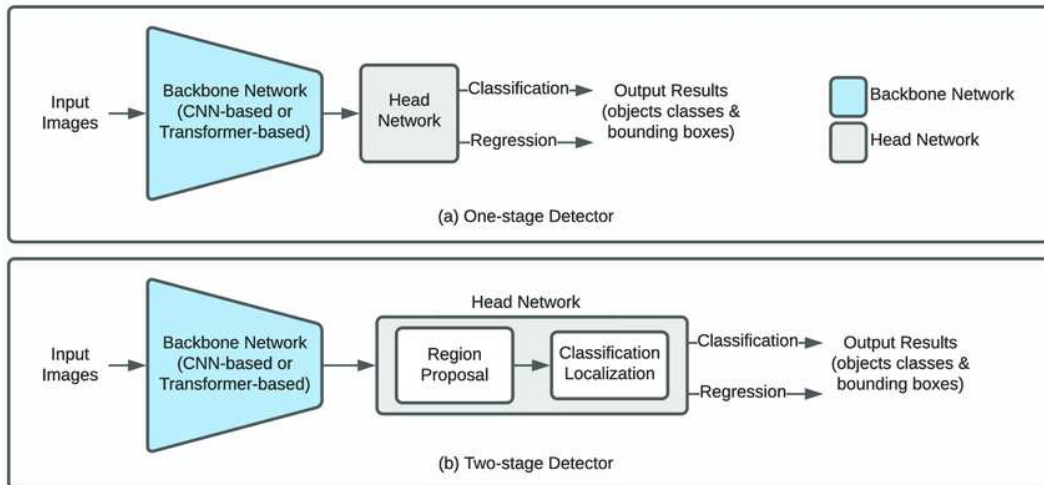 Input
Images
Backbone Network
(CNN-based or
Transformer-based)
Head
Network
Classification
Regression
Output Results
(objects classes &
bounding boxes)
Backbone Network
Head Network
(a) One-stage Detector
Input
Images
Backbone Network
(CNN-based or
Transformer-based)
Head Network
Region
Proposal
Classification
Localization
Classification
Regression
Output Results
(objects classes &
bounding boxes)
(b) Two-stage Detector